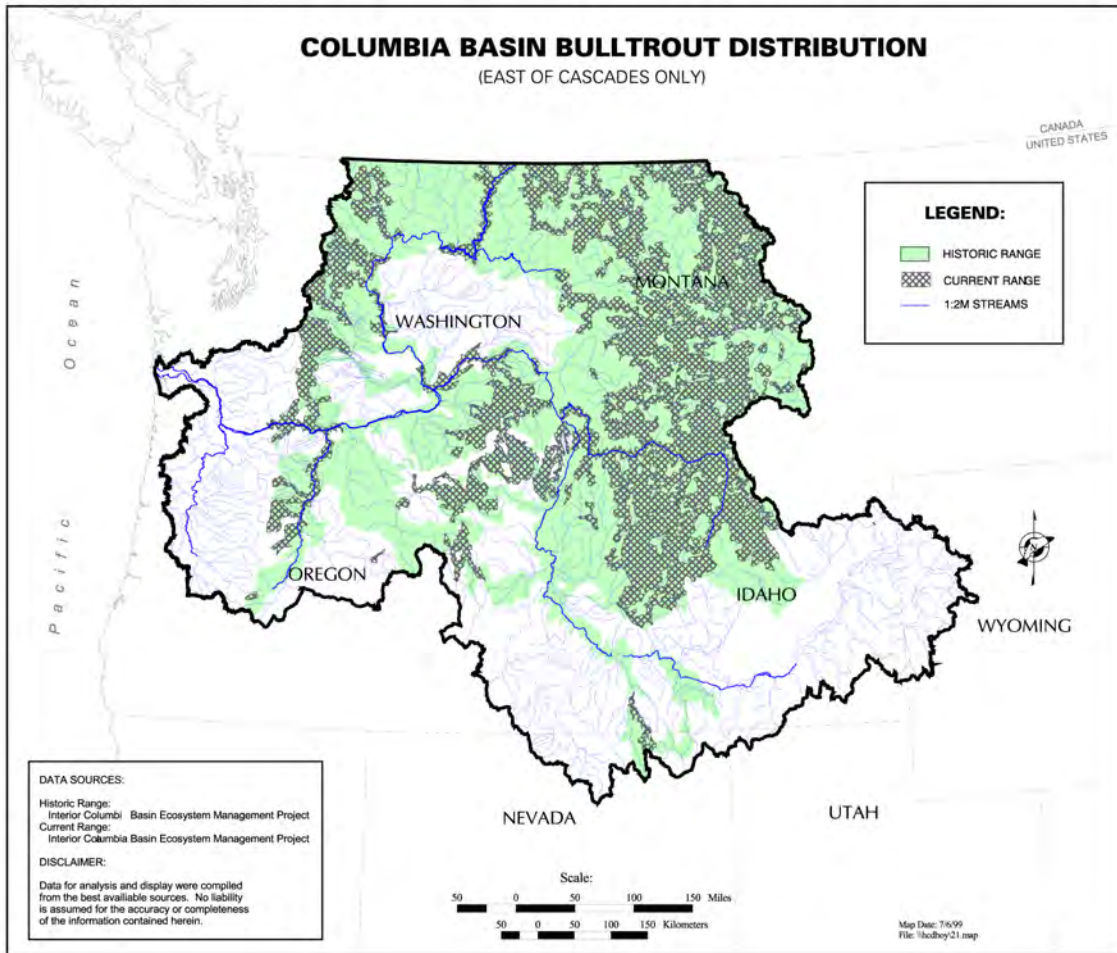 COLUMBIA BASIN BULLTROUT DISTRIBUTION
(EAST OF CASCADES ONLY)
CANADA
UNITED STATES
LEGEND:
HISTORIC RANGE
CURRENT RANGE
1:2M STREAMS
MONTANA
WASHINGTON
Pacific Ocean
OREGON
IDAHO
WYOMING
NEVADA
UTAH
DATA SOURCES:
Historic Range:
Interior Columbi Basin Ecosystem Management Project
Current Range:
Interior Columbia Basin Ecosystem Management Project
DISCLAIMER:
Data for analysis and display were compiled
from the best availiable sources. No liability
is assumed for the accuracy or completeness
of the information contained herein.
Scale:
50 0 50 100 150 Miles
50 0 50 100 150 Kilometers
Map Date: 7/6/99
File: